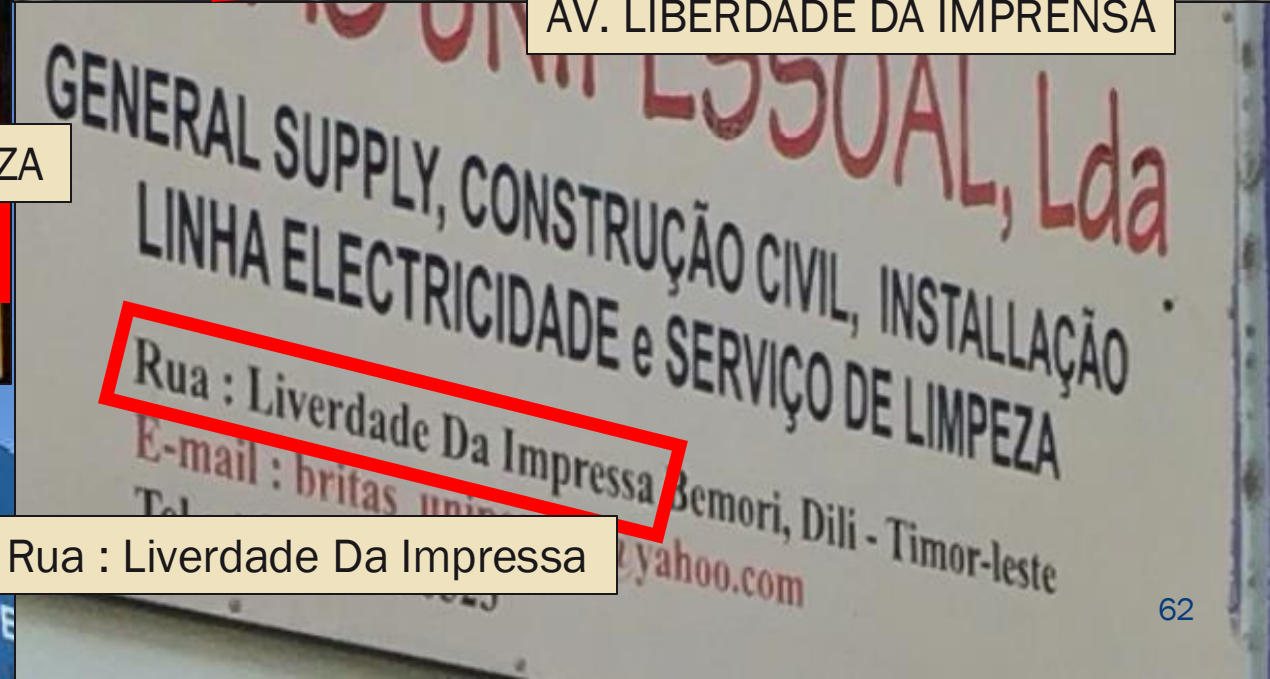 AV. LIBERDADE DA IMPRENSA
UNIPESSOAL, Lda
ZA
GENERAL SUPPLY, CONSTRUÇÃO CIVIL, INSTALLAÇÃO
LINHA ELECTRICIDADE e SERVIÇO DE LIMPEZA
Rua : Liverdade Da Impressa Bemori, Dili - Timor-leste
E-mail : britas yahoo.com
Rua : Liverdade Da Impressa
62